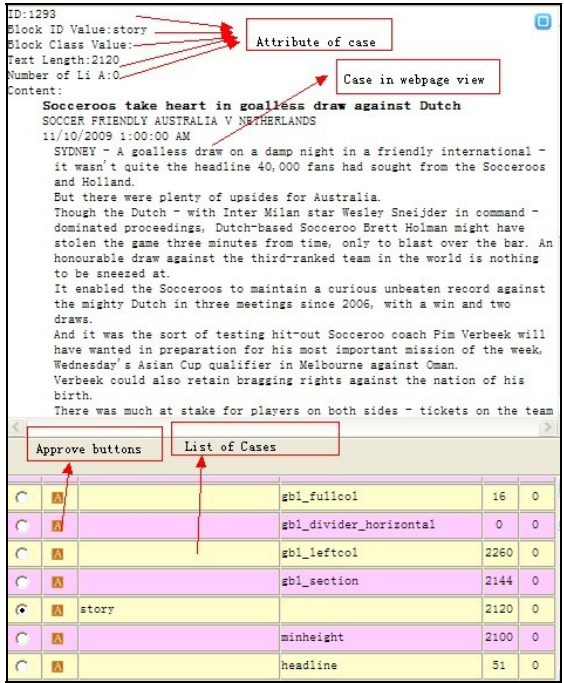 ID:1293
Block ID Value:story
Block Class Value:
Attribute of case
Text Length:2120
Number of Li A:0
Case in webpage view
Content:
Socceroos take heart in goalless draw against Dutch
SOCCER FRIENDLY AUSTRALIA V NETHERLANDS
11/10/2009 1:00:00 AM
SYDNEY - A goalless draw on a damp night in a friendly international -
it wasn't quite the headline 40,000 fans had sought from the Socceroos
and Holland.
But there were plenty of upsides for Australia.
Though the Dutch - with Inter Milan star Wesley Sneijder in command -
dominated proceedings, Dutch-based Socceroo Brett Holman might have
stolen the game three minutes from time, only to blast over the bar. An
honourable draw against the third-ranked team in the world is nothing
to be sneezed at.
It enabled the Socceroos to maintain a curious unbeaten record against
the mighty Dutch in three meetings since 2006, with a win and two
draws.
And it was the sort of testing hit-out Socceroo coach Pim Verbeek will
have wanted in preparation for his most important mission of the week,
Wednesday's Asian Cup qualifier in Melbourne against Oman.
Verbeek could also retain bragging rights against the nation of his
birth.
There was much at stake for players on both sides - tickets on the team
Approve buttons List of Cases
A gbl_fullcol 16 0
A gbl_divider_horizontal 0 0
A gbl_leftcol 2260 0
A gbl_section 2144 0
A story 2120 0
A minheight 2100 0
A headline 51 0